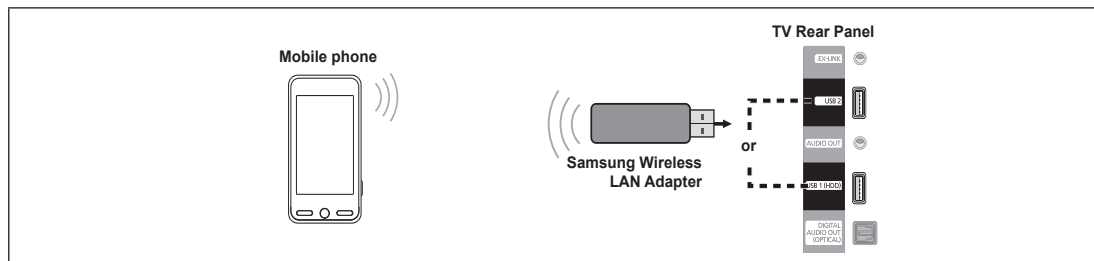 TV Rear Panel
Mobile phone
EX-LINK
USB 2
or
AUDIO OUT
Samsung Wireless
LAN Adapter
USB 1 (HDD)
DIGITAL
AUDIO OUT
(OPTICAL)